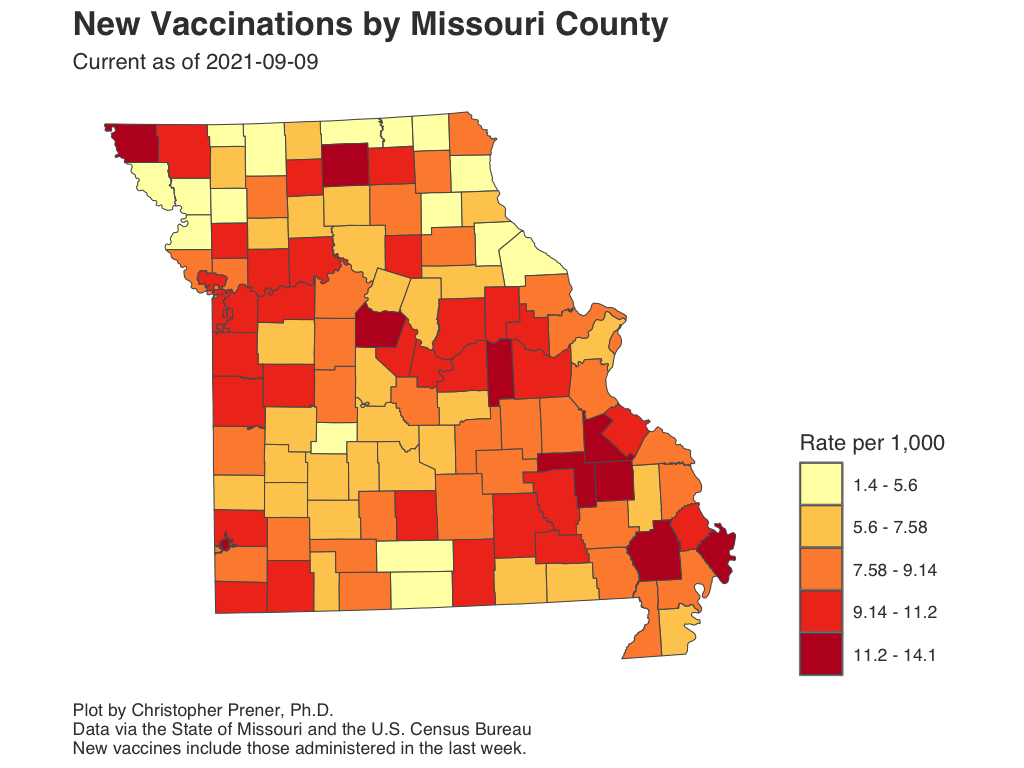 New Vaccinations by Missouri County
Current as of 2021-09-09
Rate per 1,000
1.4 - 5.6
5.6 - 7.58
7.58 - 9.14
9.14 - 11.2
11.2 - 14.1
Plot by Christopher Prener, Ph.D.
Data via the State of Missouri and the U.S. Census Bureau
New vaccines include those administered in the last week.